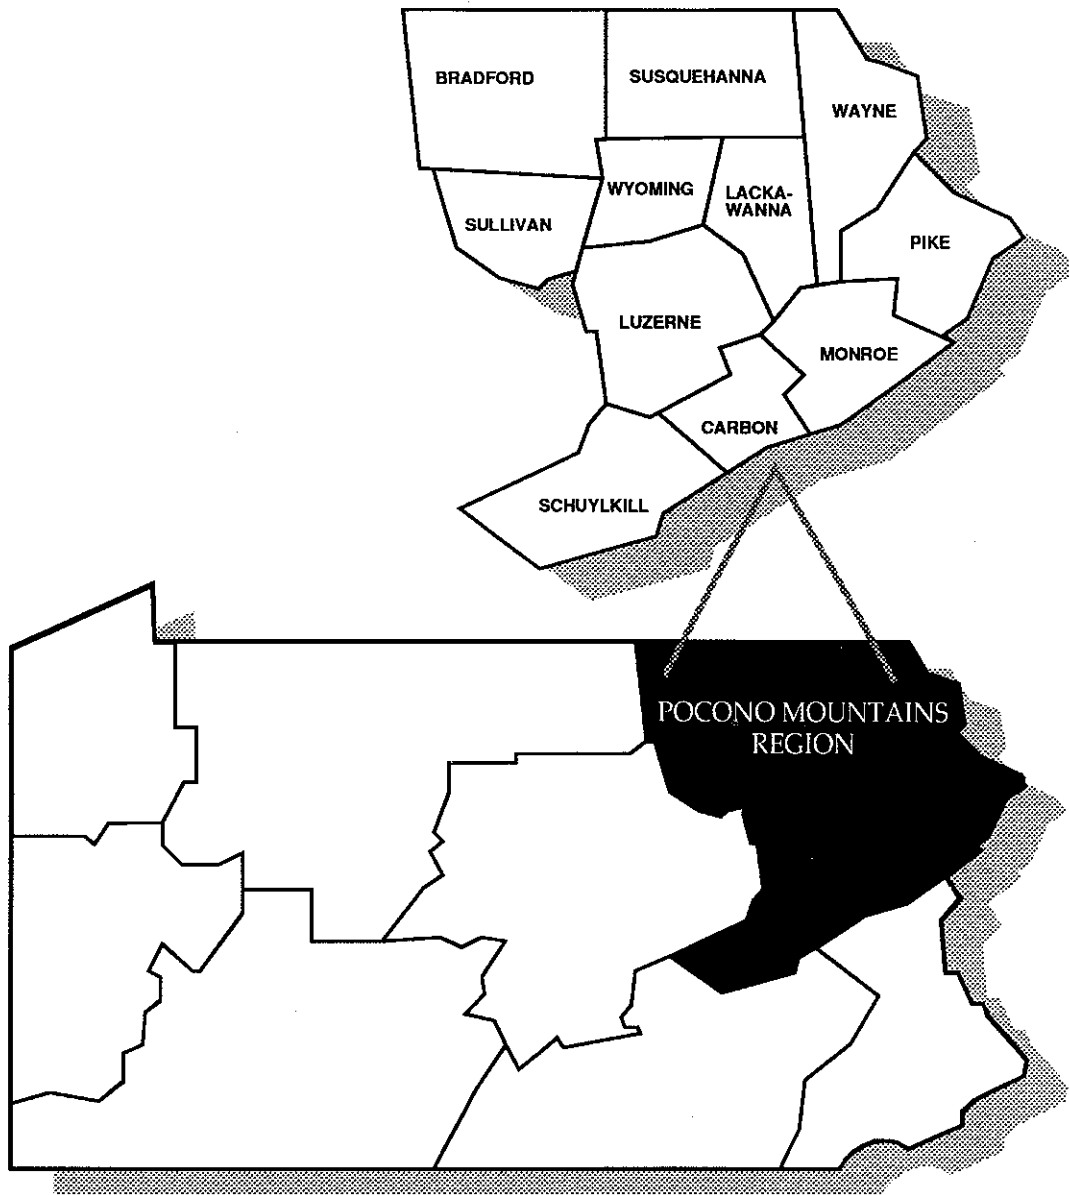 BRADFORD
SUSQUEHANNA
WAYNE
WYOMING
LACKA-
WANNA
SULLIVAN
PIKE
LUZERNE
MONROE
CARBON
SCHUYLKILL
POCONO MOUNTAINS
REGION